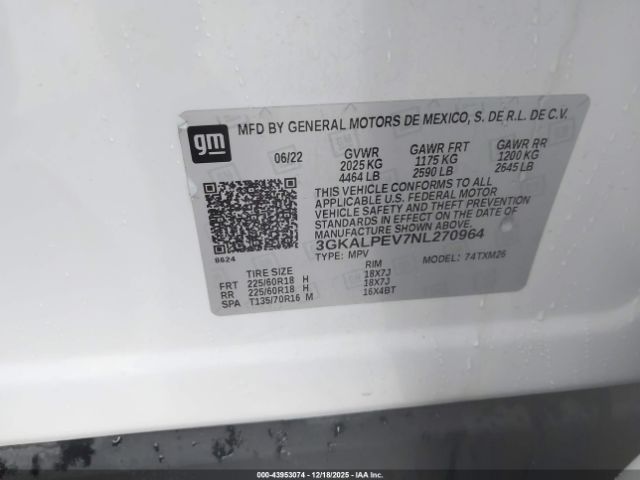 gm
MFD BY GENERAL MOTORS DE MEXICO, S. DE R.L. DE C.V.
06/22 GVWR GAWR FRT GAWR RR
2025 KG 1175 KG 1200 KG
4464 LB 2590 LB 2645 LB
THIS VEHICLE CONFORMS TO ALL
APPLICABLE U.S. FEDERAL MOTOR
VEHICLE SAFETY AND THEFT PREVENTION
STANDARDS IN EFFECT ON THE DATE OF
MANUFACTURE SHOWN ABOVE.
3GKALPEV7NL270964
8624 TYPE: MPV MODEL: 74TXM26
TIRE SIZE RIM
FRT 225/60R18 H 18X7J
RR 225/60R18 H 18X7J
SPA T135/70R16 M 16X4BT
000-43953074 | 12/18/2025 - IAA, Inc.